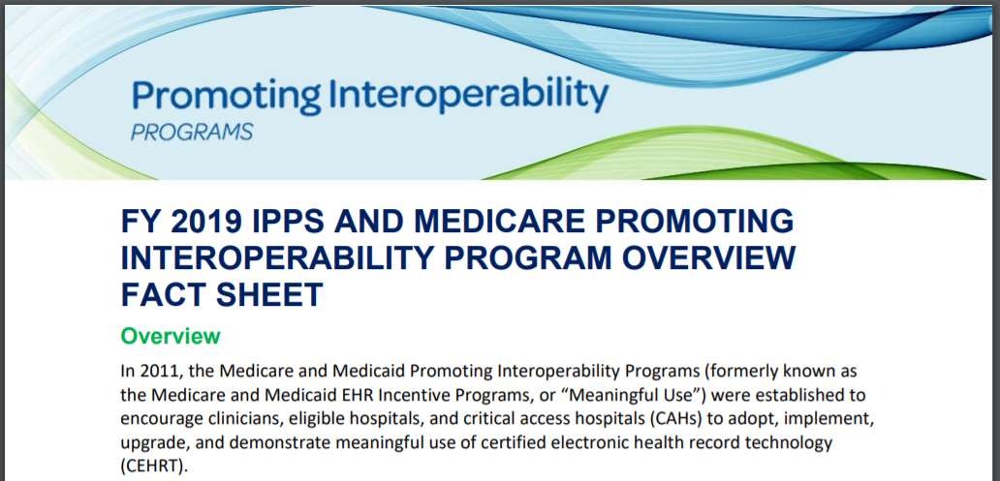 Promoting Interoperability
PROGRAMS
FY 2019 IPPS AND MEDICARE PROMOTING
INTEROPERABILITY PROGRAM OVERVIEW
FACT SHEET
Overview
In 2011, the Medicare and Medicaid Promoting Interoperability Programs (formerly known as
the Medicare and Medicaid EHR Incentive Programs, or “Meaningful Use”) were established to
encourage clinicians, eligible hospitals, and critical access hospitals (CAHs) to adopt, implement,
upgrade, and demonstrate meaningful use of certified electronic health record technology
(CEHRT).